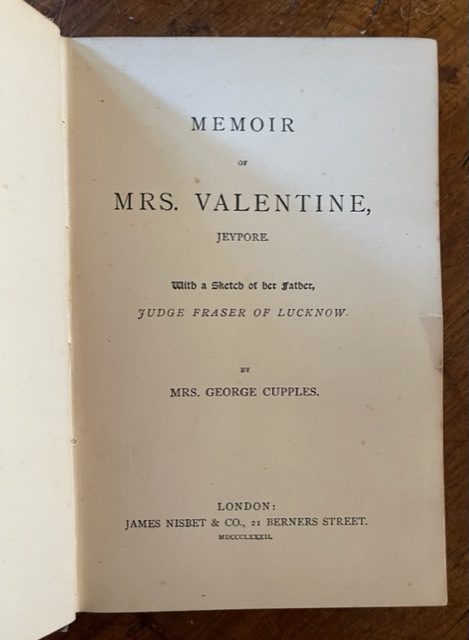 MEMOIR
OF
MRS. VALENTINE,
JEYPORE.
With a Sketch of her Father,
JUDGE FRASER OF LUCKNOW.
BY
MRS. GEORGE CUPPLES.
LONDON:
JAMES NISBET & CO., 21 BERNERS STREET.
MDCCCLXXXII.